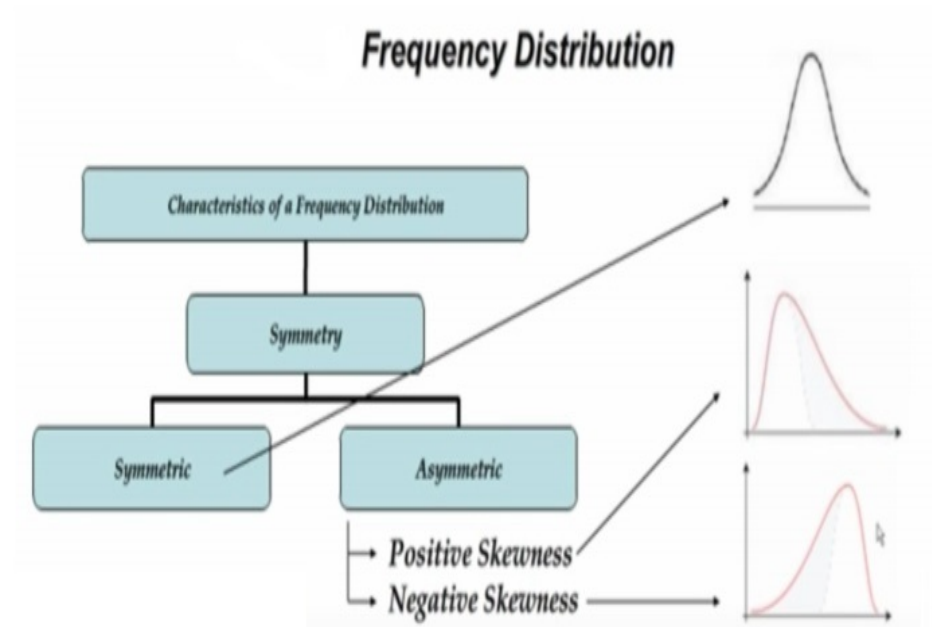 Frequency Distribution
Characteristics of a Frequency Distribution
Symmetry
Symmetric
Asymmetric
Positive Skewness
Negative Skewness